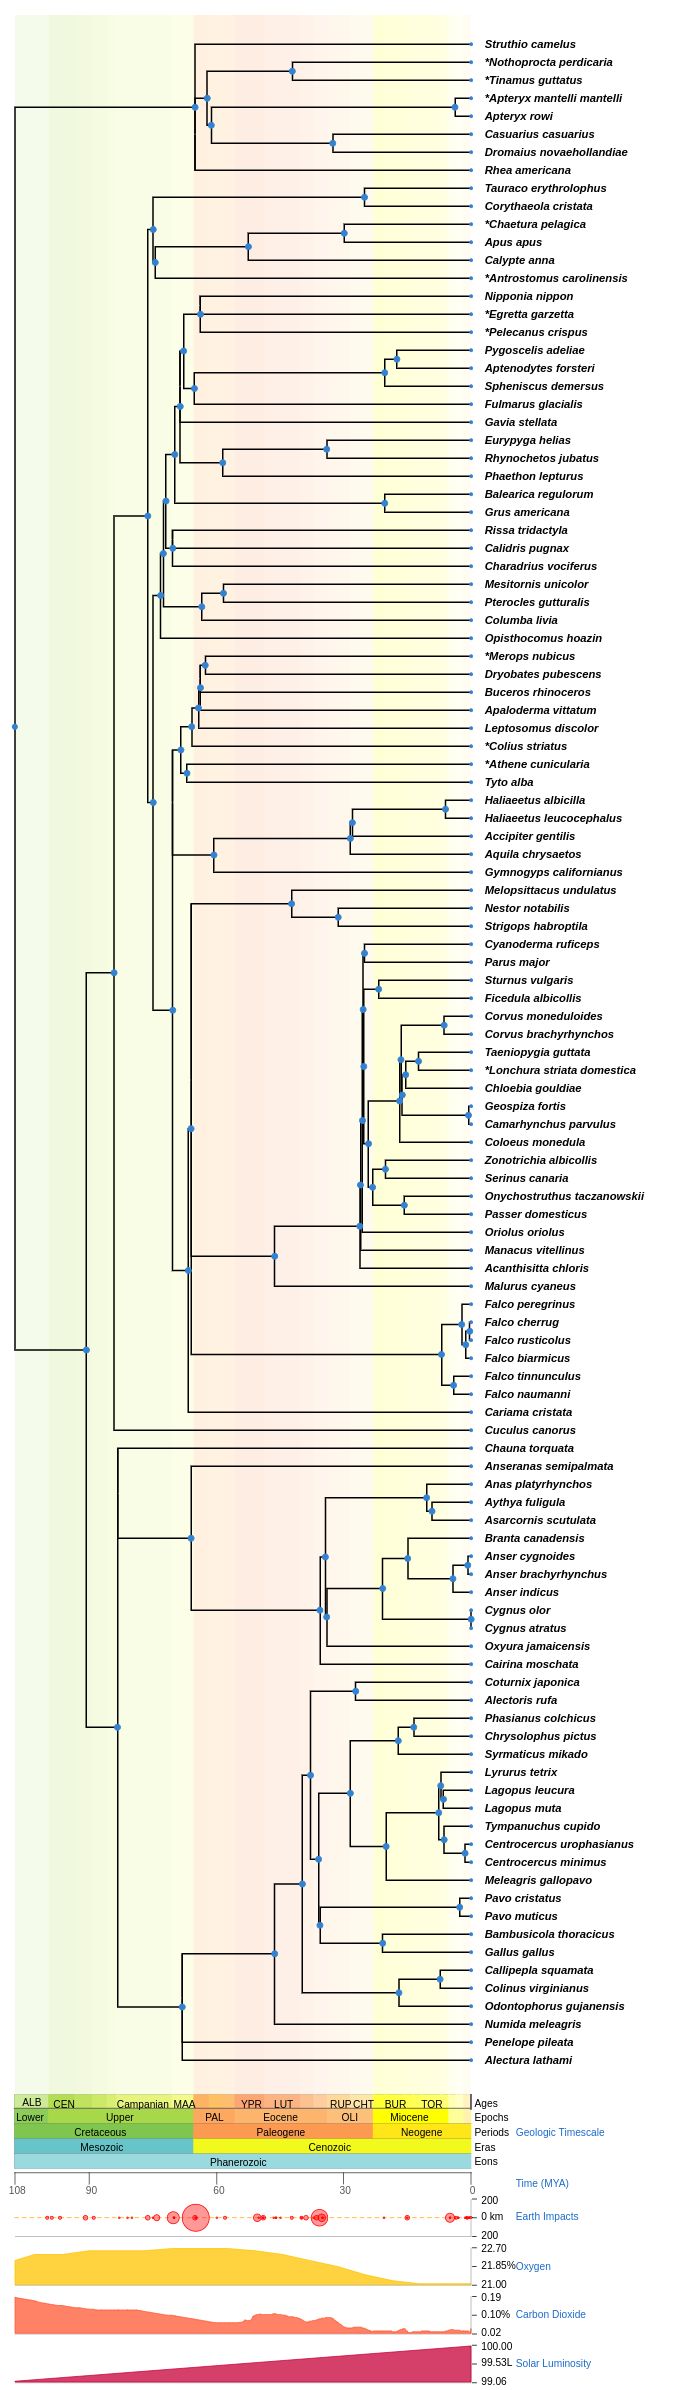 Struthio camelus
*Nothoprocta perdicaria
*Tinamus guttatus
*Apteryx mantelli mantelli
Apteryx rowi
Casuarius casuarius
Dromaius novaehollandiae
Rhea americana
Tauraco erythrolophus
Corythaeola cristata
*Chaetura pelagica
Apus apus
Calypte anna
*Antrostomus carolinensis
Nipponia nippon
*Egretta garzetta
*Pelecanus crispus
Pygoscelis adeliae
Aptenodytes forsteri
Spheniscus demersus
Fulmarus glacialis
Gavia stellata
Eurypyga helias
Rhynochetos jubatus
Phaethon lepturus
Balearica regulorum
Grus americana
Rissa tridactyla
Calidris pugnax
Charadrius vociferus
Mesitornis unicolor
Pterocles gutturalis
Columba livia
Opisthocomus hoazin
*Merops nubicus
Dryobates pubescens
Buceros rhinoceros
Apaloderma vittatum
Leptosomus discolor
*Colius striatus
*Athene cunicularia
Tyto alba
Haliaeetus albicilla
Haliaeetus leucocephalus
Accipiter gentilis
Aquila chrysaetos
Gymnogyps californianus
Melopsittacus undulatus
Nestor notabilis
Strigops habroptila
Cyanoderma ruficeps
Parus major
Sturnus vulgaris
Ficedula albicollis
Corvus moneduloides
Corvus brachyrhynchos
Taeniopygia guttata
*Lonchura striata domestica
Chloebia gouldiae
Geospiza fortis
Camarhynchus parvulus
Coloeus monedula
Zonotrichia albicollis
Serinus canaria
Onychostruthus taczanowskii
Passer domesticus
Oriolus oriolus
Manacus vitellinus
Acanthisitta chloris
Malurus cyaneus
Falco peregrinus
Falco cherrug
Falco rusticolus
Falco biarmicus
Falco tinnunculus
Falco naumanni
Cariama cristata
Cuculus canorus
Chauna torquata
Anseranas semipalmata
Anas platyrhynchos
Aythya fuligula
Asarcornis scutulata
Branta canadensis
Anser cygnoides
Anser brachyrhynchus
Anser indicus
Cygnus olor
Cygnus atratus
Oxyura jamaicensis
Cairina moschata
Coturnix japonica
Alectoris rufa
Phasianus colchicus
Chrysolophus pictus
Syrmaticus mikado
Lyrurus tetrix
Lagopus leucura
Lagopus muta
Tympanuchus cupido
Centrocercus urophasianus
Centrocercus minimus
Meleagris gallopavo
Pavo cristatus
Pavo muticus
Bambusicola thoracicus
Gallus gallus
Callipepla squamata
Colinus virginianus
Odontophorus gujanensis
Numida meleagris
Penelope pileata
Alectura lathami
ALB CEN Campanian MAA YPR LUT RUP CHT BUR TOR Ages
Lower Upper PAL Eocene OLI Miocene Epochs
Cretaceous Paleogene Neogene Periods Geologic Timescale
Mesozoic Cenozoic Eras
Phanerozoic Eons
108 90 60 30 0 Time (MYA)
200
0 km Earth Impacts
200
22.70
21.85% Oxygen
21.00
0.19
0.10% Carbon Dioxide
0.02
100.00
99.53L Solar Luminosity
99.06